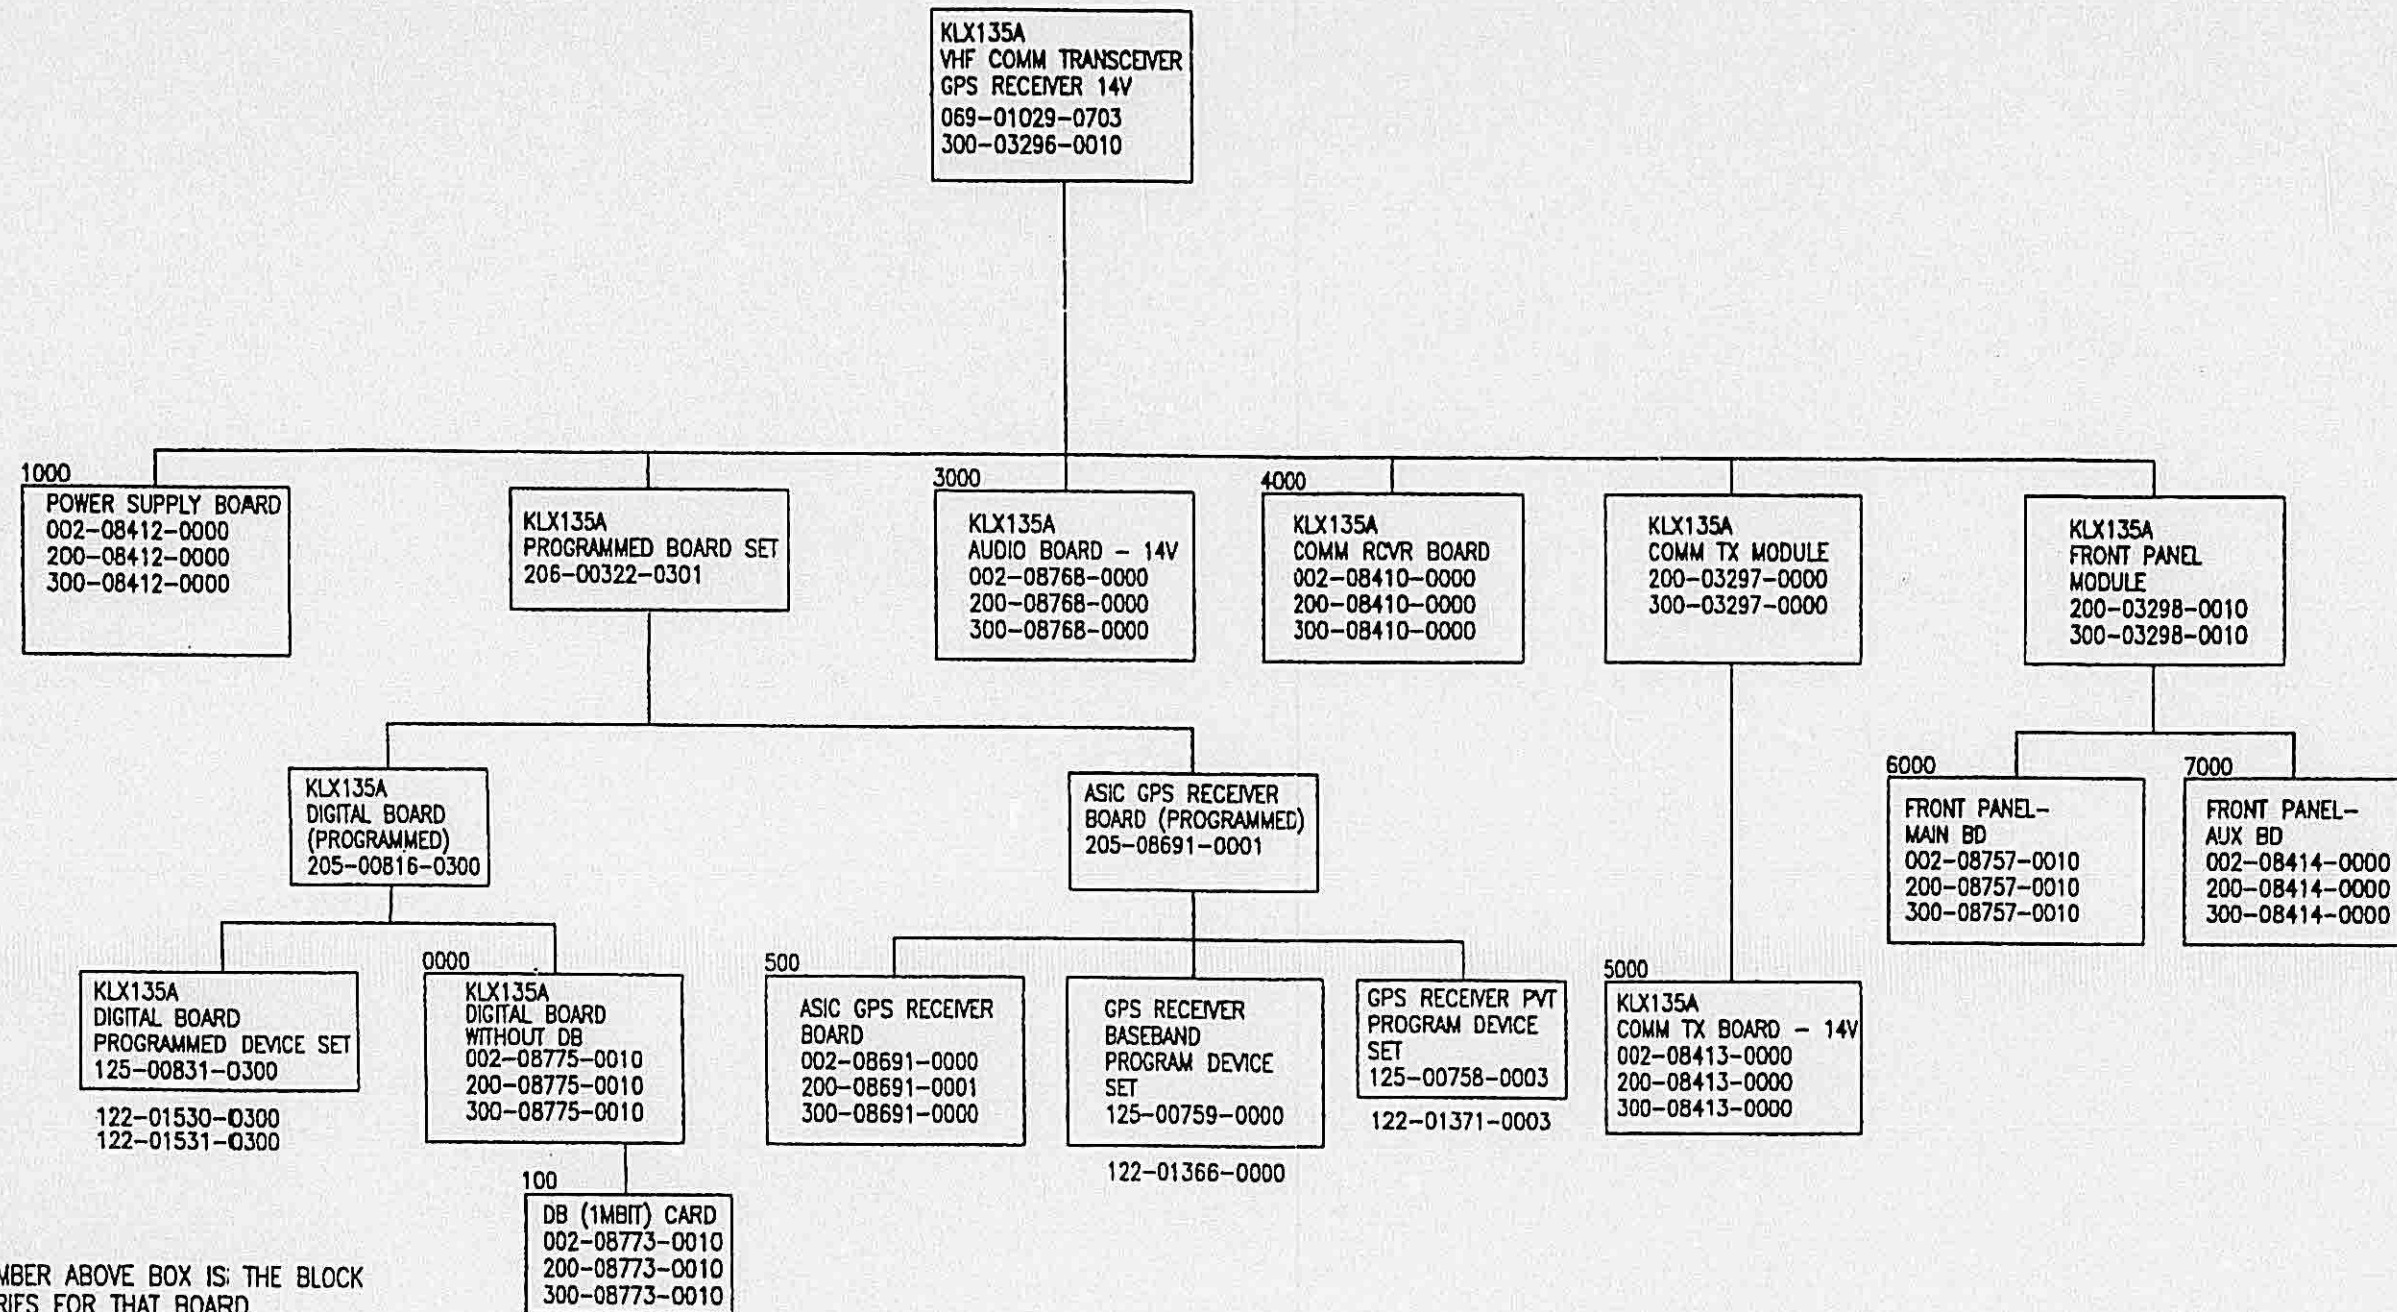 KLX135A
VHF COMM TRANSCEIVER
GPS RECEIVER 14V
069-01029-0703
300-03296-0010
1000
POWER SUPPLY BOARD
002-08412-0000
200-08412-0000
300-08412-0000
KLX135A
PROGRAMMED BOARD SET
206-00322-0301
3000
KLX135A
AUDIO BOARD - 14V
002-08768-0000
200-08768-0000
300-08768-0000
4000
KLX135A
COMM RCVR BOARD
002-08410-0000
200-08410-0000
300-08410-0000
KLX135A
COMM TX MODULE
200-03297-0000
300-03297-0000
KLX135A
FRONT PANEL
MODULE
200-03298-0010
300-03298-0010
KLX135A
DIGITAL BOARD
(PROGRAMMED)
205-00816-0300
ASIC GPS RECEIVER
BOARD (PROGRAMMED)
205-08691-0001
6000
FRONT PANEL-
MAIN BD
002-08757-0010
200-08757-0010
300-08757-0010
7000
FRONT PANEL-
AUX BD
002-08414-0000
200-08414-0000
300-08414-0000
KLX135A
DIGITAL BOARD
PROGRAMMED DEVICE SET
125-00831-0300
122-01530-0300
122-01531-0300
0000
KLX135A
DIGITAL BOARD
WITHOUT DB
002-08775-0010
200-08775-0010
300-08775-0010
500
ASIC GPS RECEIVER
BOARD
002-08691-0000
200-08691-0001
300-08691-0000
GPS RECEIVER
BASEBAND
PROGRAM DEVICE
SET
125-00759-0000
122-01366-0000
GPS RECEIVER PVT
PROGRAM DEVICE
SET
125-00758-0003
122-01371-0003
5000
KLX135A
COMM TX BOARD - 14V
002-08413-0000
200-08413-0000
300-08413-0000
100
DB (1MBIT) CARD
002-08773-0010
200-08773-0010
300-08773-0010
MBER ABOVE BOX IS THE BLOCK
RIES FOR THAT BOARD